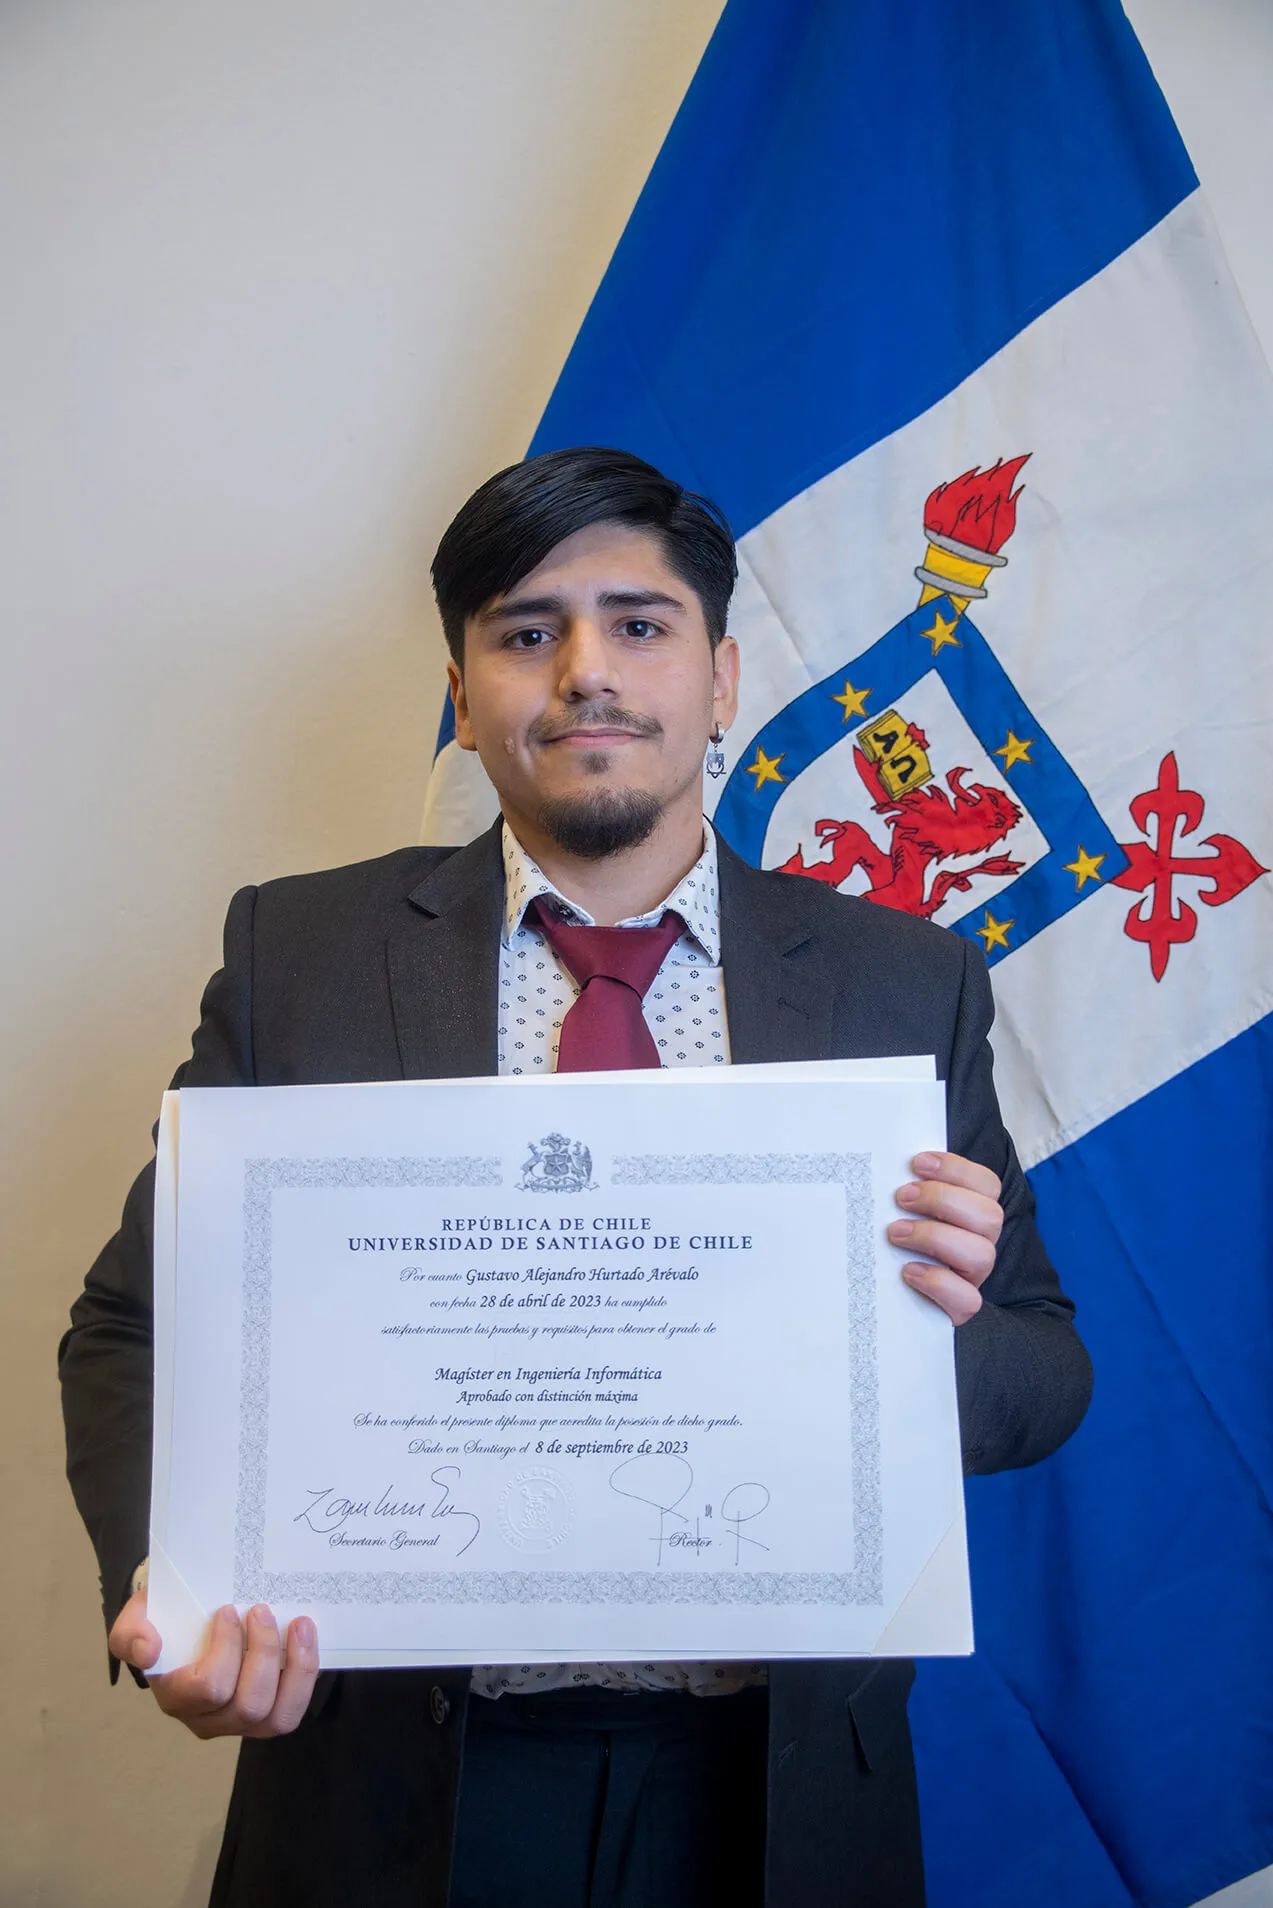 REPÚBLICA DE CHILE
UNIVERSIDAD DE SANTIAGO DE CHILE
Por cuanto Gustavo Alejandro Hurtado Arévalo
con fecha 28 de abril de 2023 ha cumplido
satisfactoriamente las pruebas y requisitos para obtener el grado de
Magíster en Ingeniería Informática
Aprobado con distinción máxima
Se ha conferido el presente diploma que acredita la posesión de dicho grado.
Dado en Santiago el 8 de septiembre de 2023
Secretario General
Rector